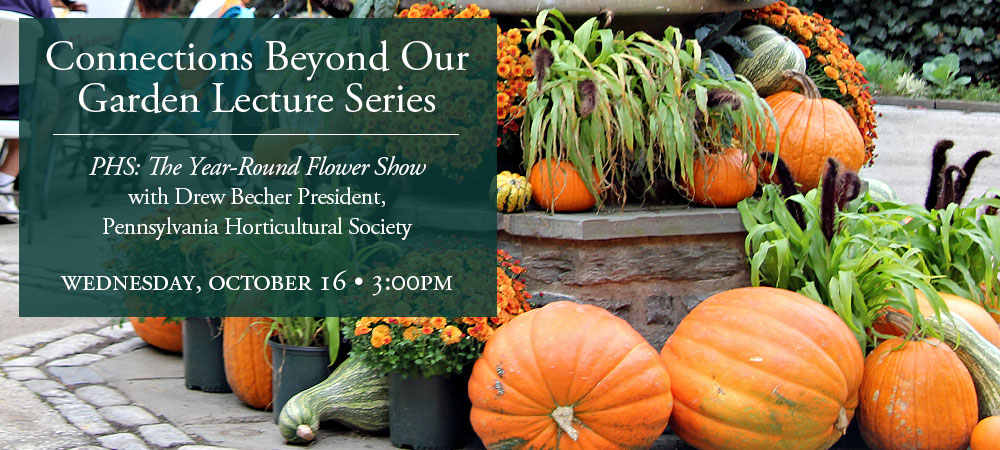 Connections Beyond Our
Garden Lecture Series
PHS: The Year-Round Flower Show
with Drew Becher President,
Pennsylvania Horticultural Society
WEDNESDAY, OCTOBER 16 • 3:00PM